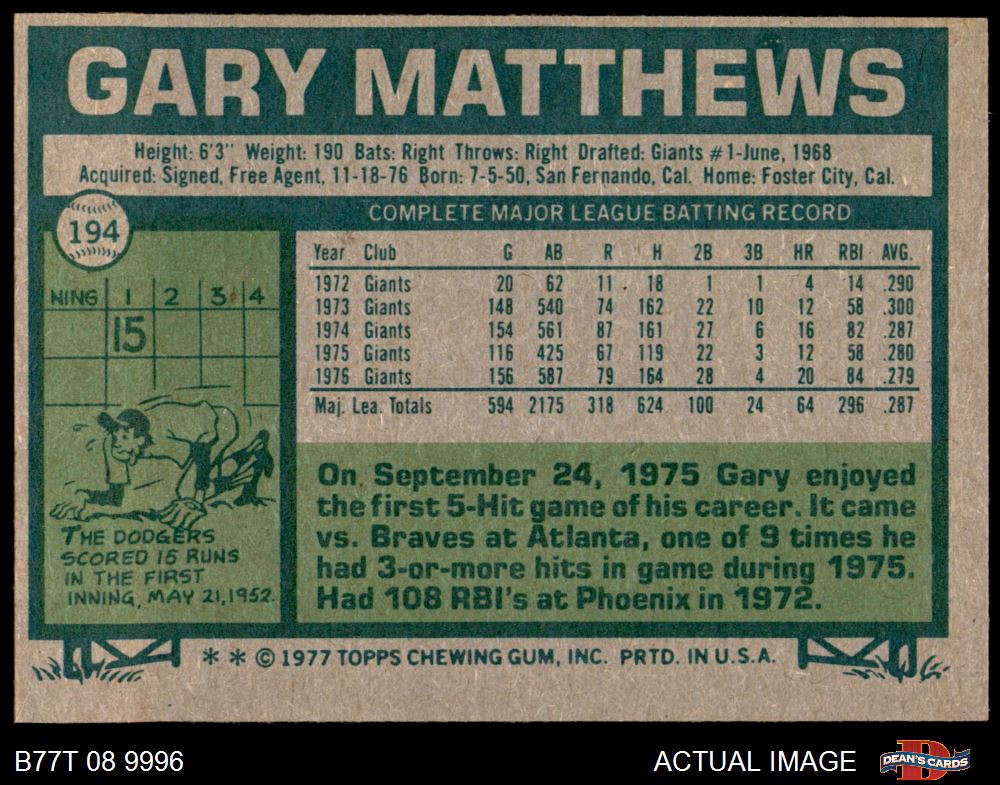 GARY MATTHEWS
Height: 6'3" Weight: 190 Bats: Right Throws: Right Drafted: Giants #1-June, 1968
Acquired: Signed, Free Agent, 11-18-76 Born: 7-5-50, San Fernando, Cal. Home: Foster City, Cal.
194
COMPLETE MAJOR LEAGUE BATTING RECORD
Year Club G AB R H 2B 3B HR RBI AVG.
1972 Giants 20 62 11 18 1 1 4 14 .290
1973 Giants 148 540 74 162 22 10 12 58 .300
1974 Giants 154 561 87 161 27 6 16 82 .287
1975 Giants 116 425 67 119 22 3 12 58 .280
1976 Giants 156 587 79 164 28 4 20 84 .279
Maj. Lea. Totals 594 2175 318 624 100 24 64 296 .287
NING 1 2 3 4
15
THE DODGERS
SCORED 15 RUNS
IN THE FIRST
INNING, MAY 21, 1952.
On September 24, 1975 Gary enjoyed
the first 5-Hit game of his career. It came
vs. Braves at Atlanta, one of 9 times he
had 3-or-more hits in game during 1975.
Had 108 RBI's at Phoenix in 1972.
* * © 1977 TOPPS CHEWING GUM, INC. PRTD. IN U.S.A.
B77T 08 9996
ACTUAL IMAGE
D
DEAN'S CARDS